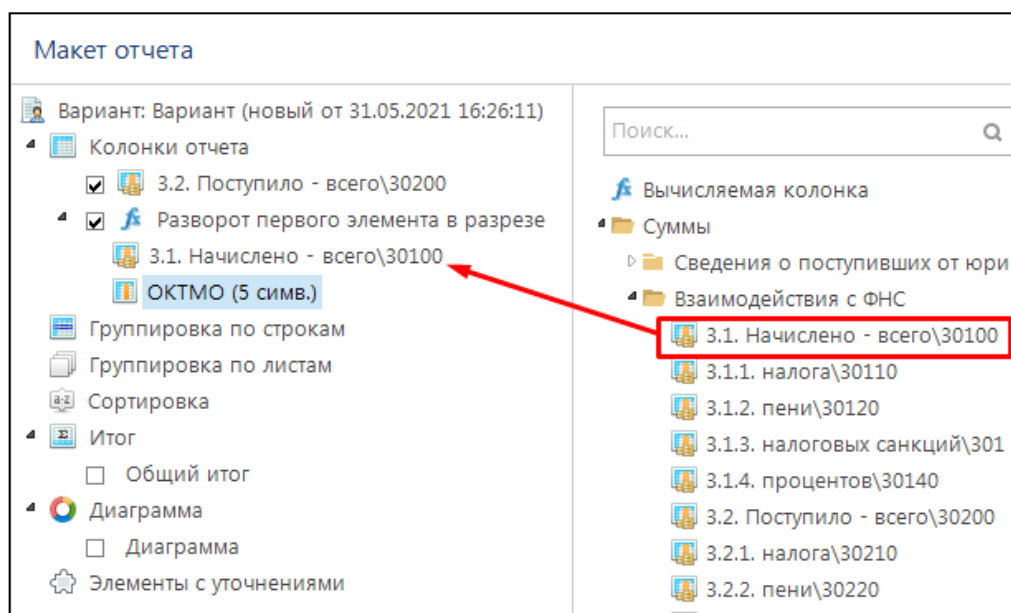 Макет отчета
Вариант: Вариант (новый от 31.05.2021 16:26:11)
Колонки отчета
3.2. Поступило - всего\30200
Разворот первого элемента в разрезе
3.1. Начислено - всего\30100
ОКТМО (5 симв.)
Группировка по строкам
Группировка по листам
Сортировка
Итог
Общий итог
Диаграмма
Диаграмма
Элементы с уточнениями
Поиск...
Вычисляемая колонка
Суммы
Сведения о поступивших от юри
Взаимодействия с ФНС
3.1. Начислено - всего\30100
3.1.1. налога\30110
3.1.2. пени\30120
3.1.3. налоговых санкций\301
3.1.4. процентов\30140
3.2. Поступило - всего\30200
3.2.1. налога\30210
3.2.2. пени\30220